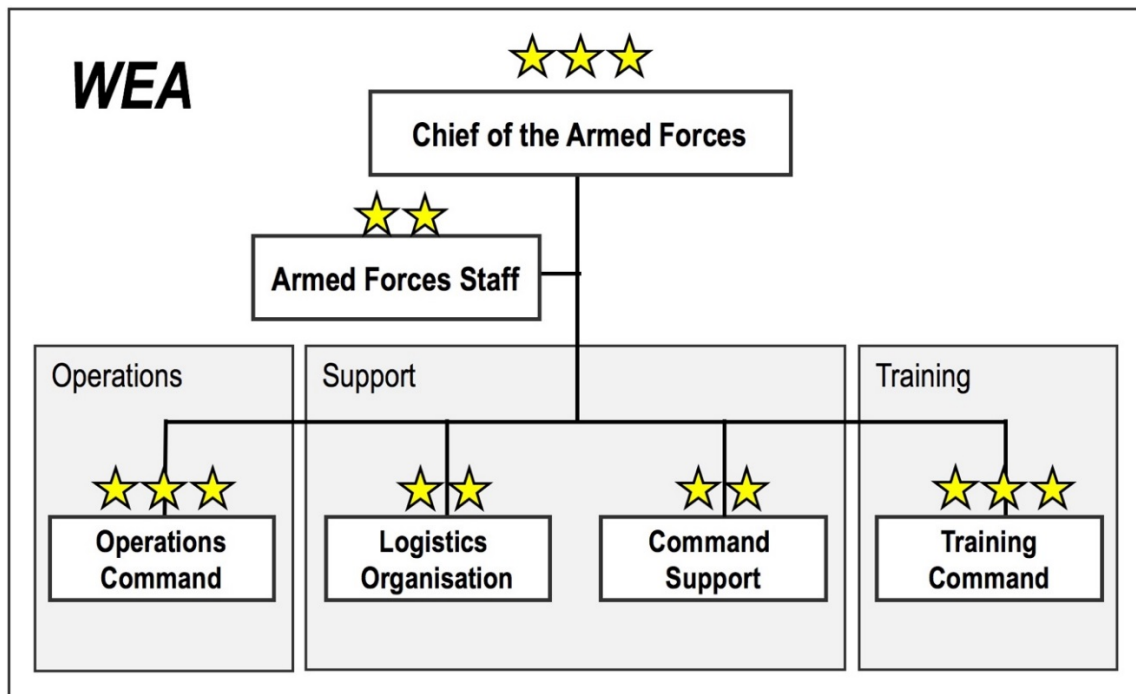 WEA
Chief of the Armed Forces
Armed Forces Staff
Operations
Support
Training
Operations
Command
Logistics
Organisation
Command
Support
Training
Command